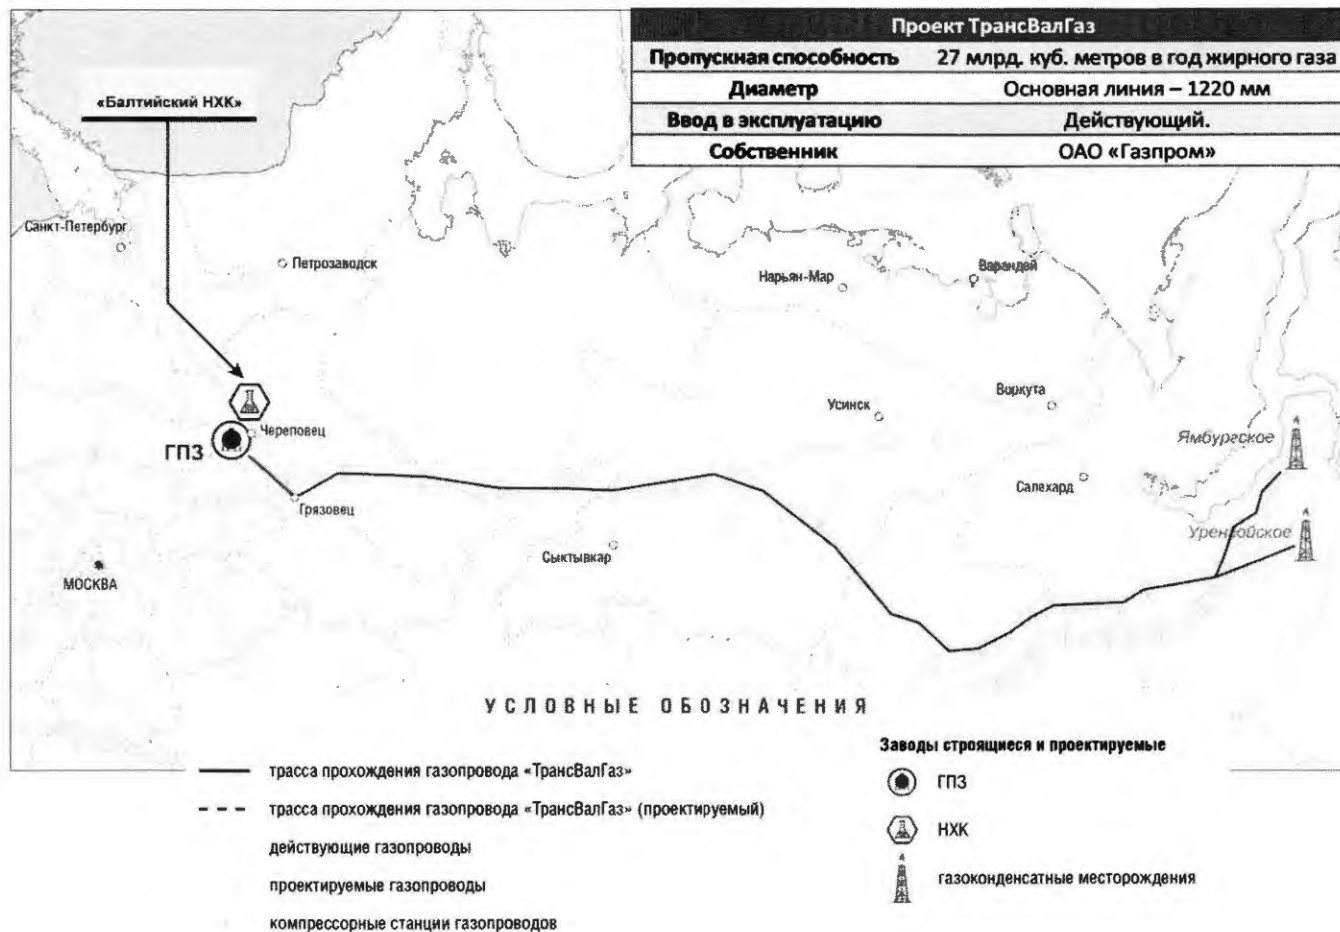 Проект ТрансВалГаз
Пропускная способность 27 млрд. куб. метров в год жирного газа
Диаметр Основная линия – 1220 мм
Ввод в эксплуатацию Действующий.
Собственник ОАО «Газпром»
«Балтийский НХК»
Санкт-Петербург
Петрозаводск
Нарьян-Мар
Варандей
Усинск
Воркута
Череповец
ГПЗ
Ямбургское
Салехард
Грязовец
Уренгойское
Сыктывкар
МОСКВА
УСЛОВНЫЕ ОБОЗНАЧЕНИЯ
трасса прохождения газопровода «ТрансВалГаз»
трасса прохождения газопровода «ТрансВалГаз» (проектируемый)
действующие газопроводы
проектируемые газопроводы
компрессорные станции газопроводов
Заводы строящиеся и проектируемые
ГПЗ
НХК
газоконденсатные месторождения